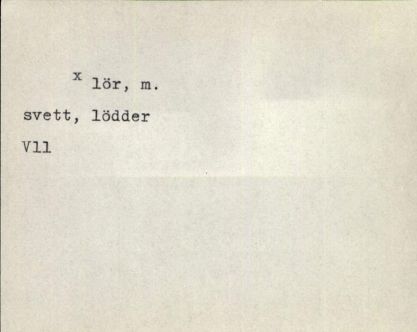 x lör, m.
svett, lödder
Vll